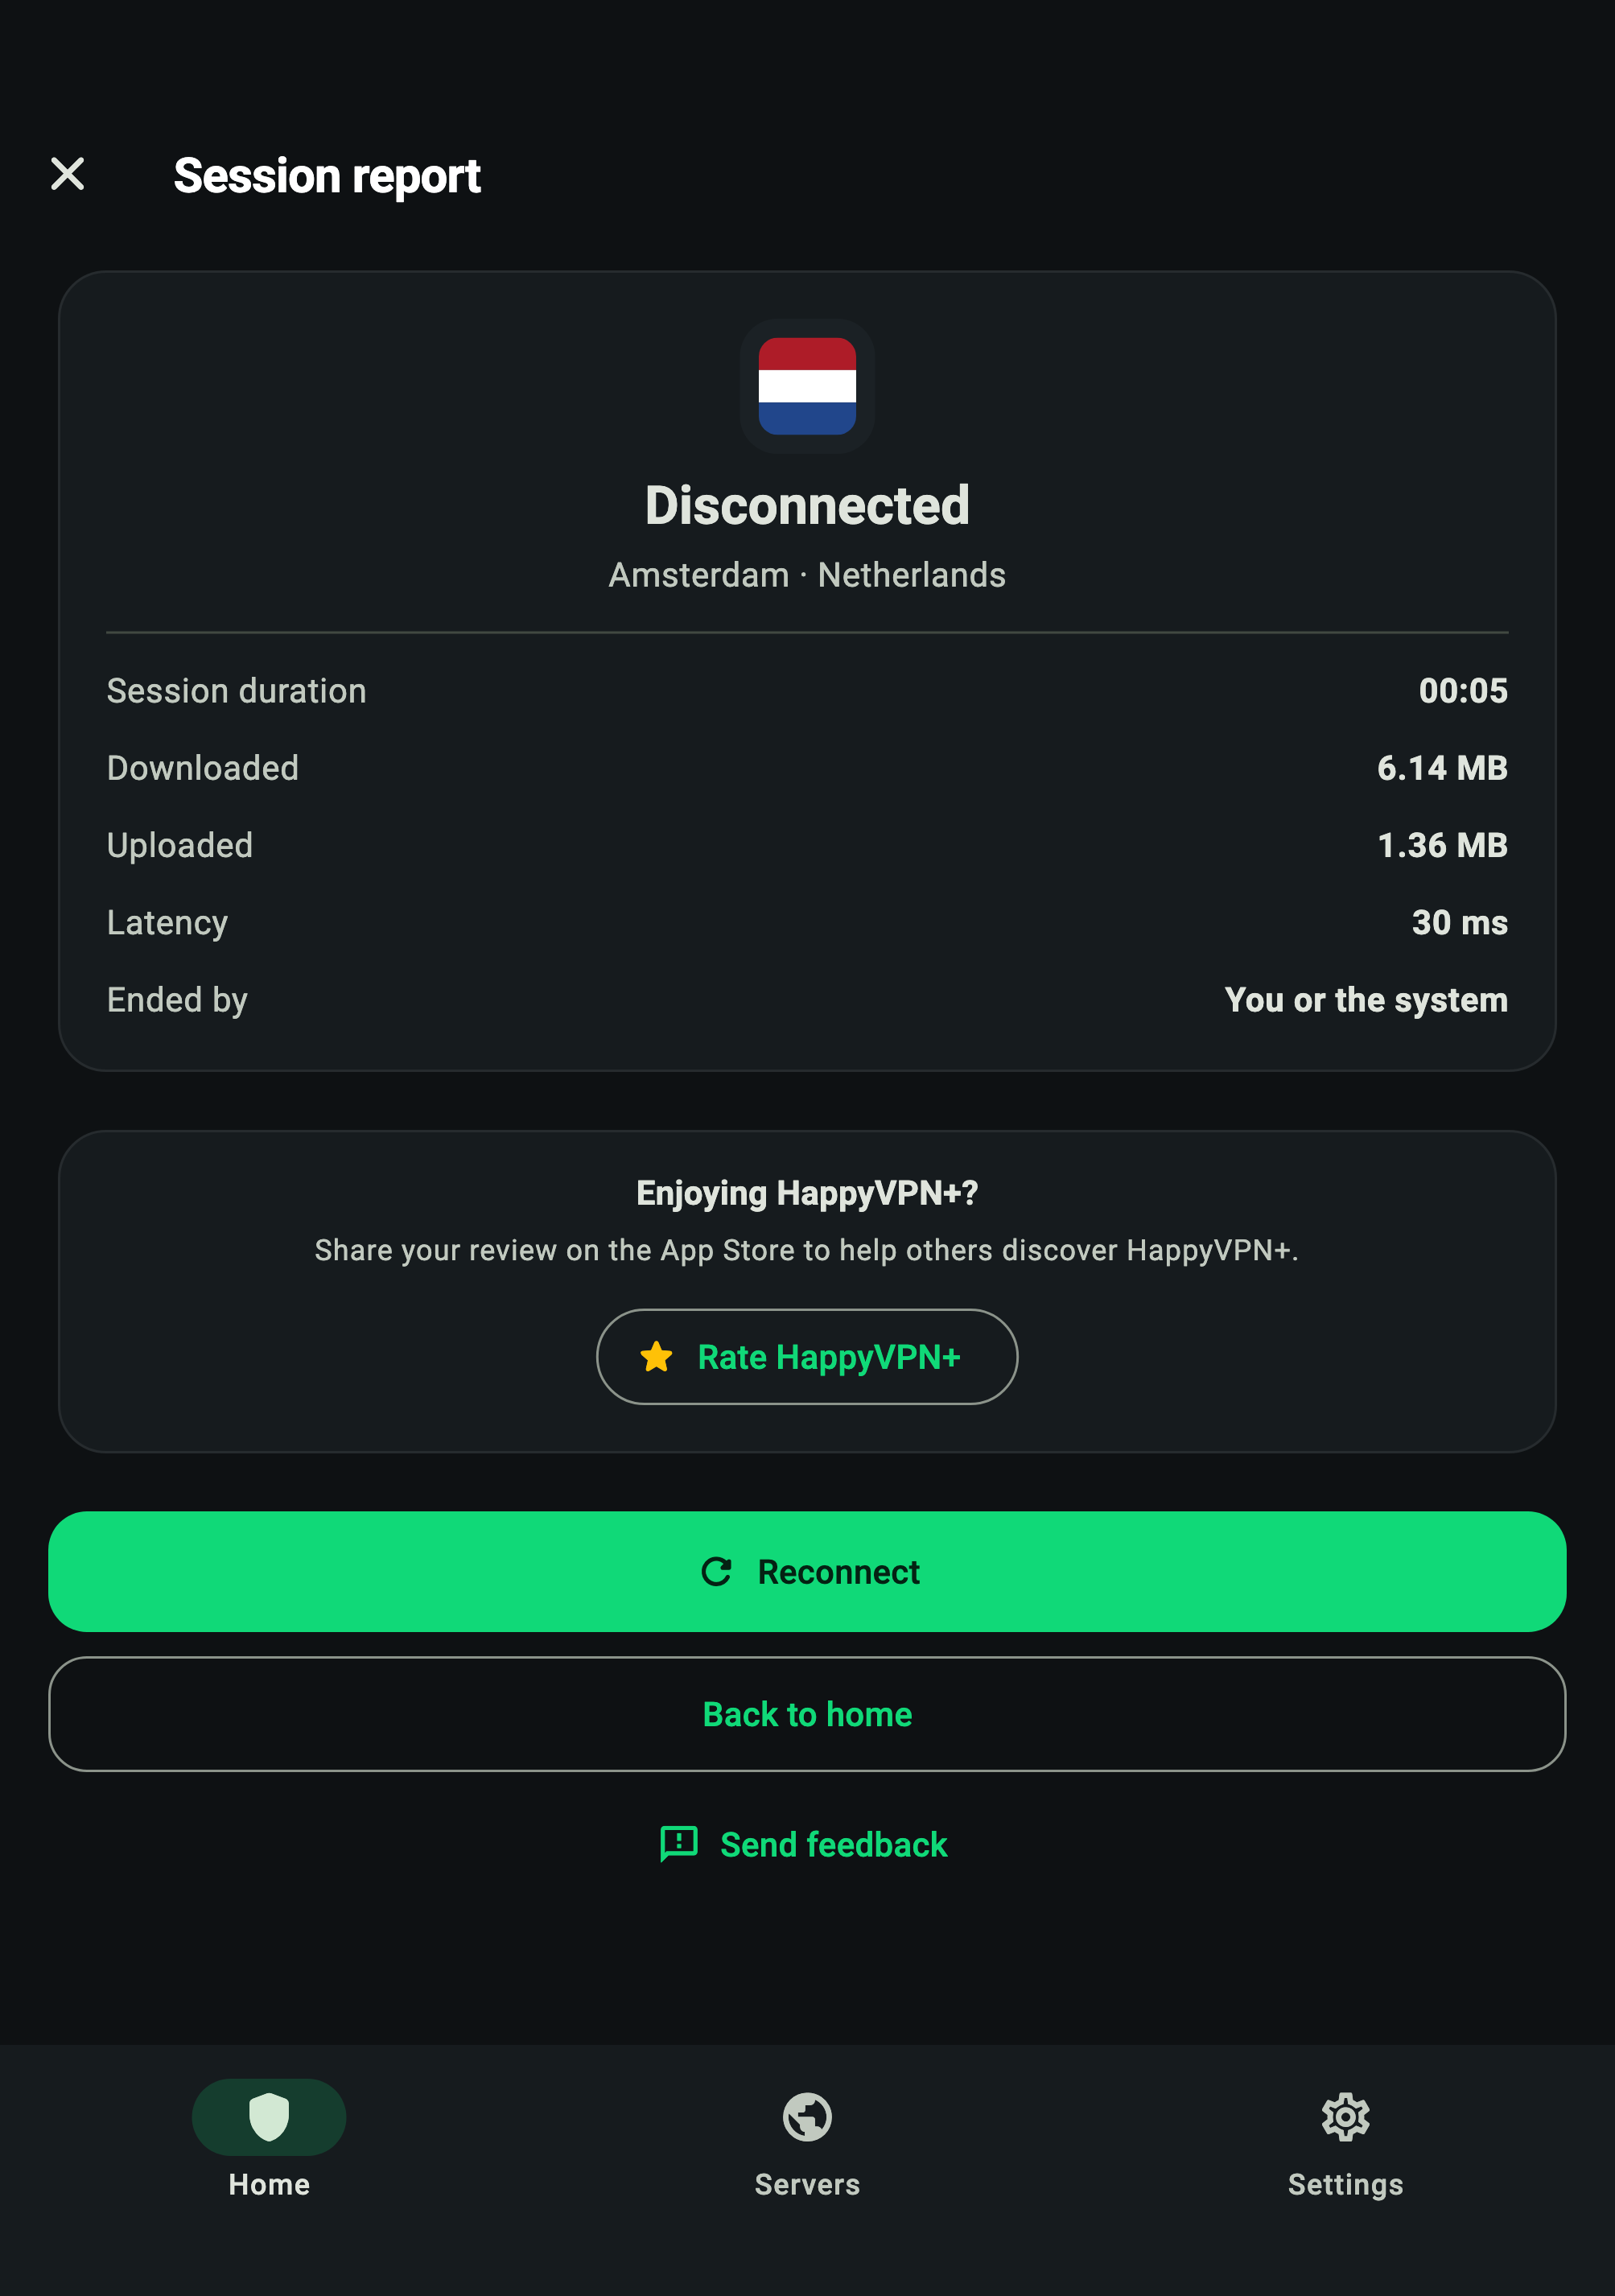 Session report
Disconnected
Amsterdam · Netherlands
Session duration 00:05
Downloaded 6.14 MB
Uploaded 1.36 MB
Latency 30 ms
Ended by You or the system
Enjoying HappyVPN+?
Share your review on the App Store to help others discover HappyVPN+.
Rate HappyVPN+
Reconnect
Back to home
Send feedback
Home Servers Settings